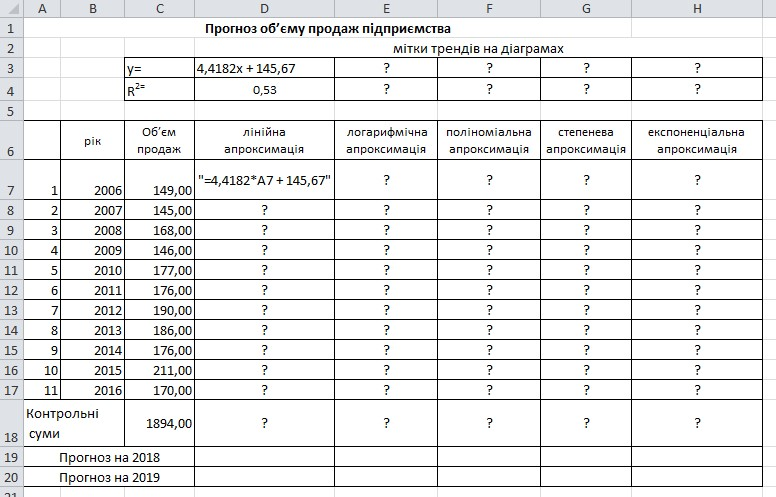 A B C D E F G H
1 Прогноз об’єму продаж підприємства
2 мітки трендів на діаграмах
3 y= 4,4182x + 145,67 ? ? ? ?
4 R²⁼ 0,53 ? ? ? ?
5
6 рік Об’єм продаж лінійна апроксимація логарифмічна апроксимація поліноміальна апроксимація степенева апроксимація експоненціальна апроксимація
7 1 2006 149,00 "=4,4182*A7 + 145,67" ? ? ? ?
8 2 2007 145,00 ? ? ? ? ?
9 3 2008 168,00 ? ? ? ? ?
10 4 2009 146,00 ? ? ? ? ?
11 5 2010 177,00 ? ? ? ? ?
12 6 2011 176,00 ? ? ? ? ?
13 7 2012 190,00 ? ? ? ? ?
14 8 2013 186,00 ? ? ? ? ?
15 9 2014 176,00 ? ? ? ? ?
16 10 2015 211,00 ? ? ? ? ?
17 11 2016 170,00 ? ? ? ? ?
18 Контрольні суми 1894,00 ? ? ? ? ?
19 Прогноз на 2018
20 Прогноз на 2019